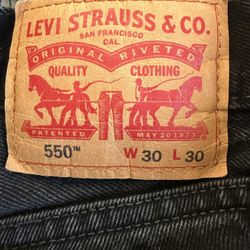 LEVI STRAUSS & CO.
SAN FRANCISCO
CAL.
ORIGINAL RIVETED
QUALITY CLOTHING
PATENTED MAY 20 1873
550™ W 30 L 30